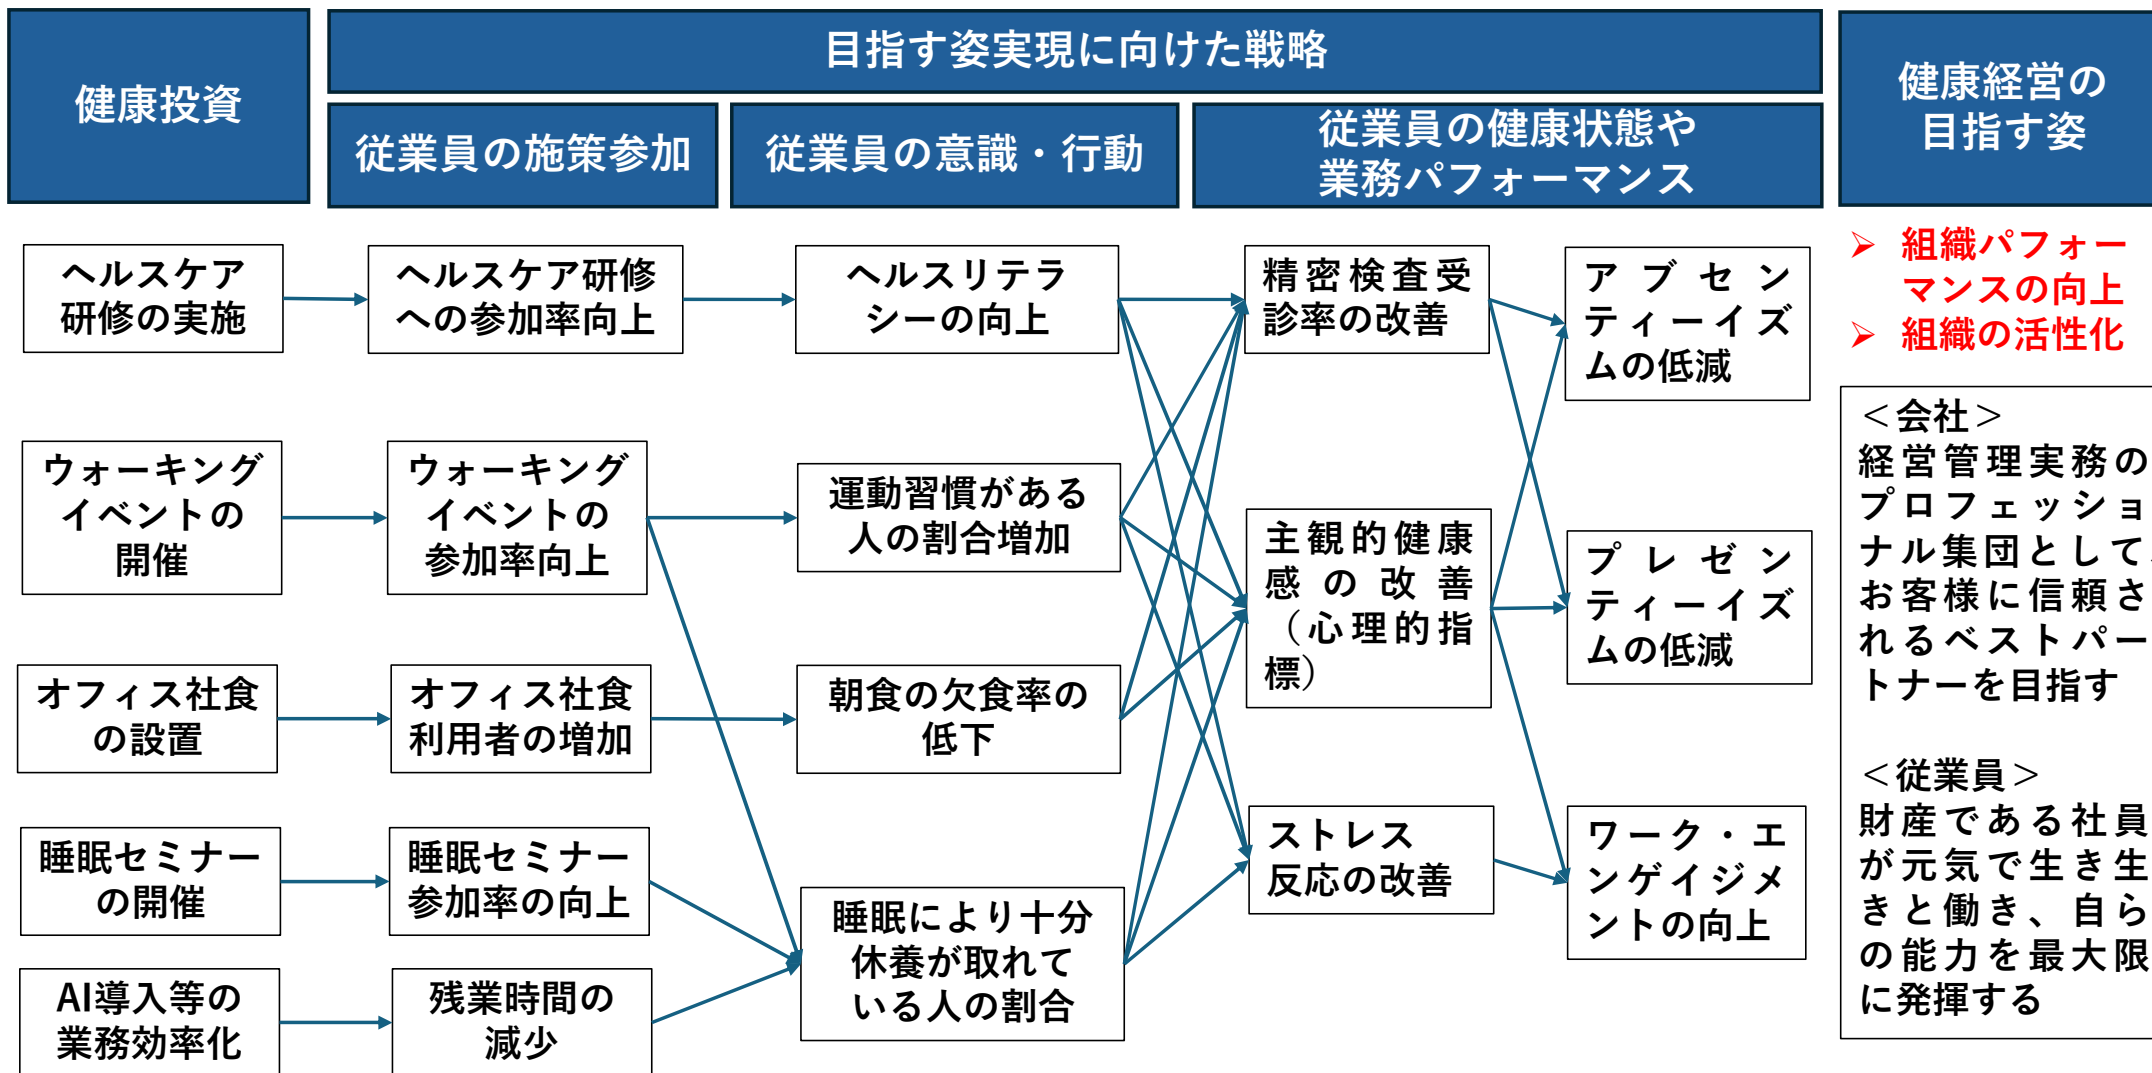 健康投資
目指す姿実現に向けた戦略
従業員の施策参加
従業員の意識・行動
従業員の健康状態や
業務パフォーマンス
健康経営の
目指す姿
ヘルスケア
研修の実施
ヘルスケア研修
への参加率向上
ヘルスリテラ
シーの向上
精密検査受
診率の改善
アブセン
ティーイズ
ムの低減
➢ 組織パフォー
マンスの向上
➢ 組織の活性化
ウォーキング
イベントの
開催
ウォーキング
イベントの
参加率向上
運動習慣がある
人の割合増加
主観的健康
感の改善
（心理的指
標）
プレゼン
ティーイズ
ムの低減
オフィス社食
の設置
オフィス社食
利用者の増加
朝食の欠食率の
低下
睡眠セミナー
の開催
睡眠セミナー
参加率の向上
睡眠により十分
休養が取れて
いる人の割合
ストレス
反応の改善
ワーク・エ
ンゲイジメ
ントの向上
AI導入等の
業務効率化
残業時間の
減少
＜会社＞
経営管理実務の
プロフェッショ
ナル集団として、
お客様に信頼さ
れるベストパー
トナーを目指す
＜従業員＞
財産である社員
が元気で生き生
きと働き、自ら
の能力を最大限
に発揮する